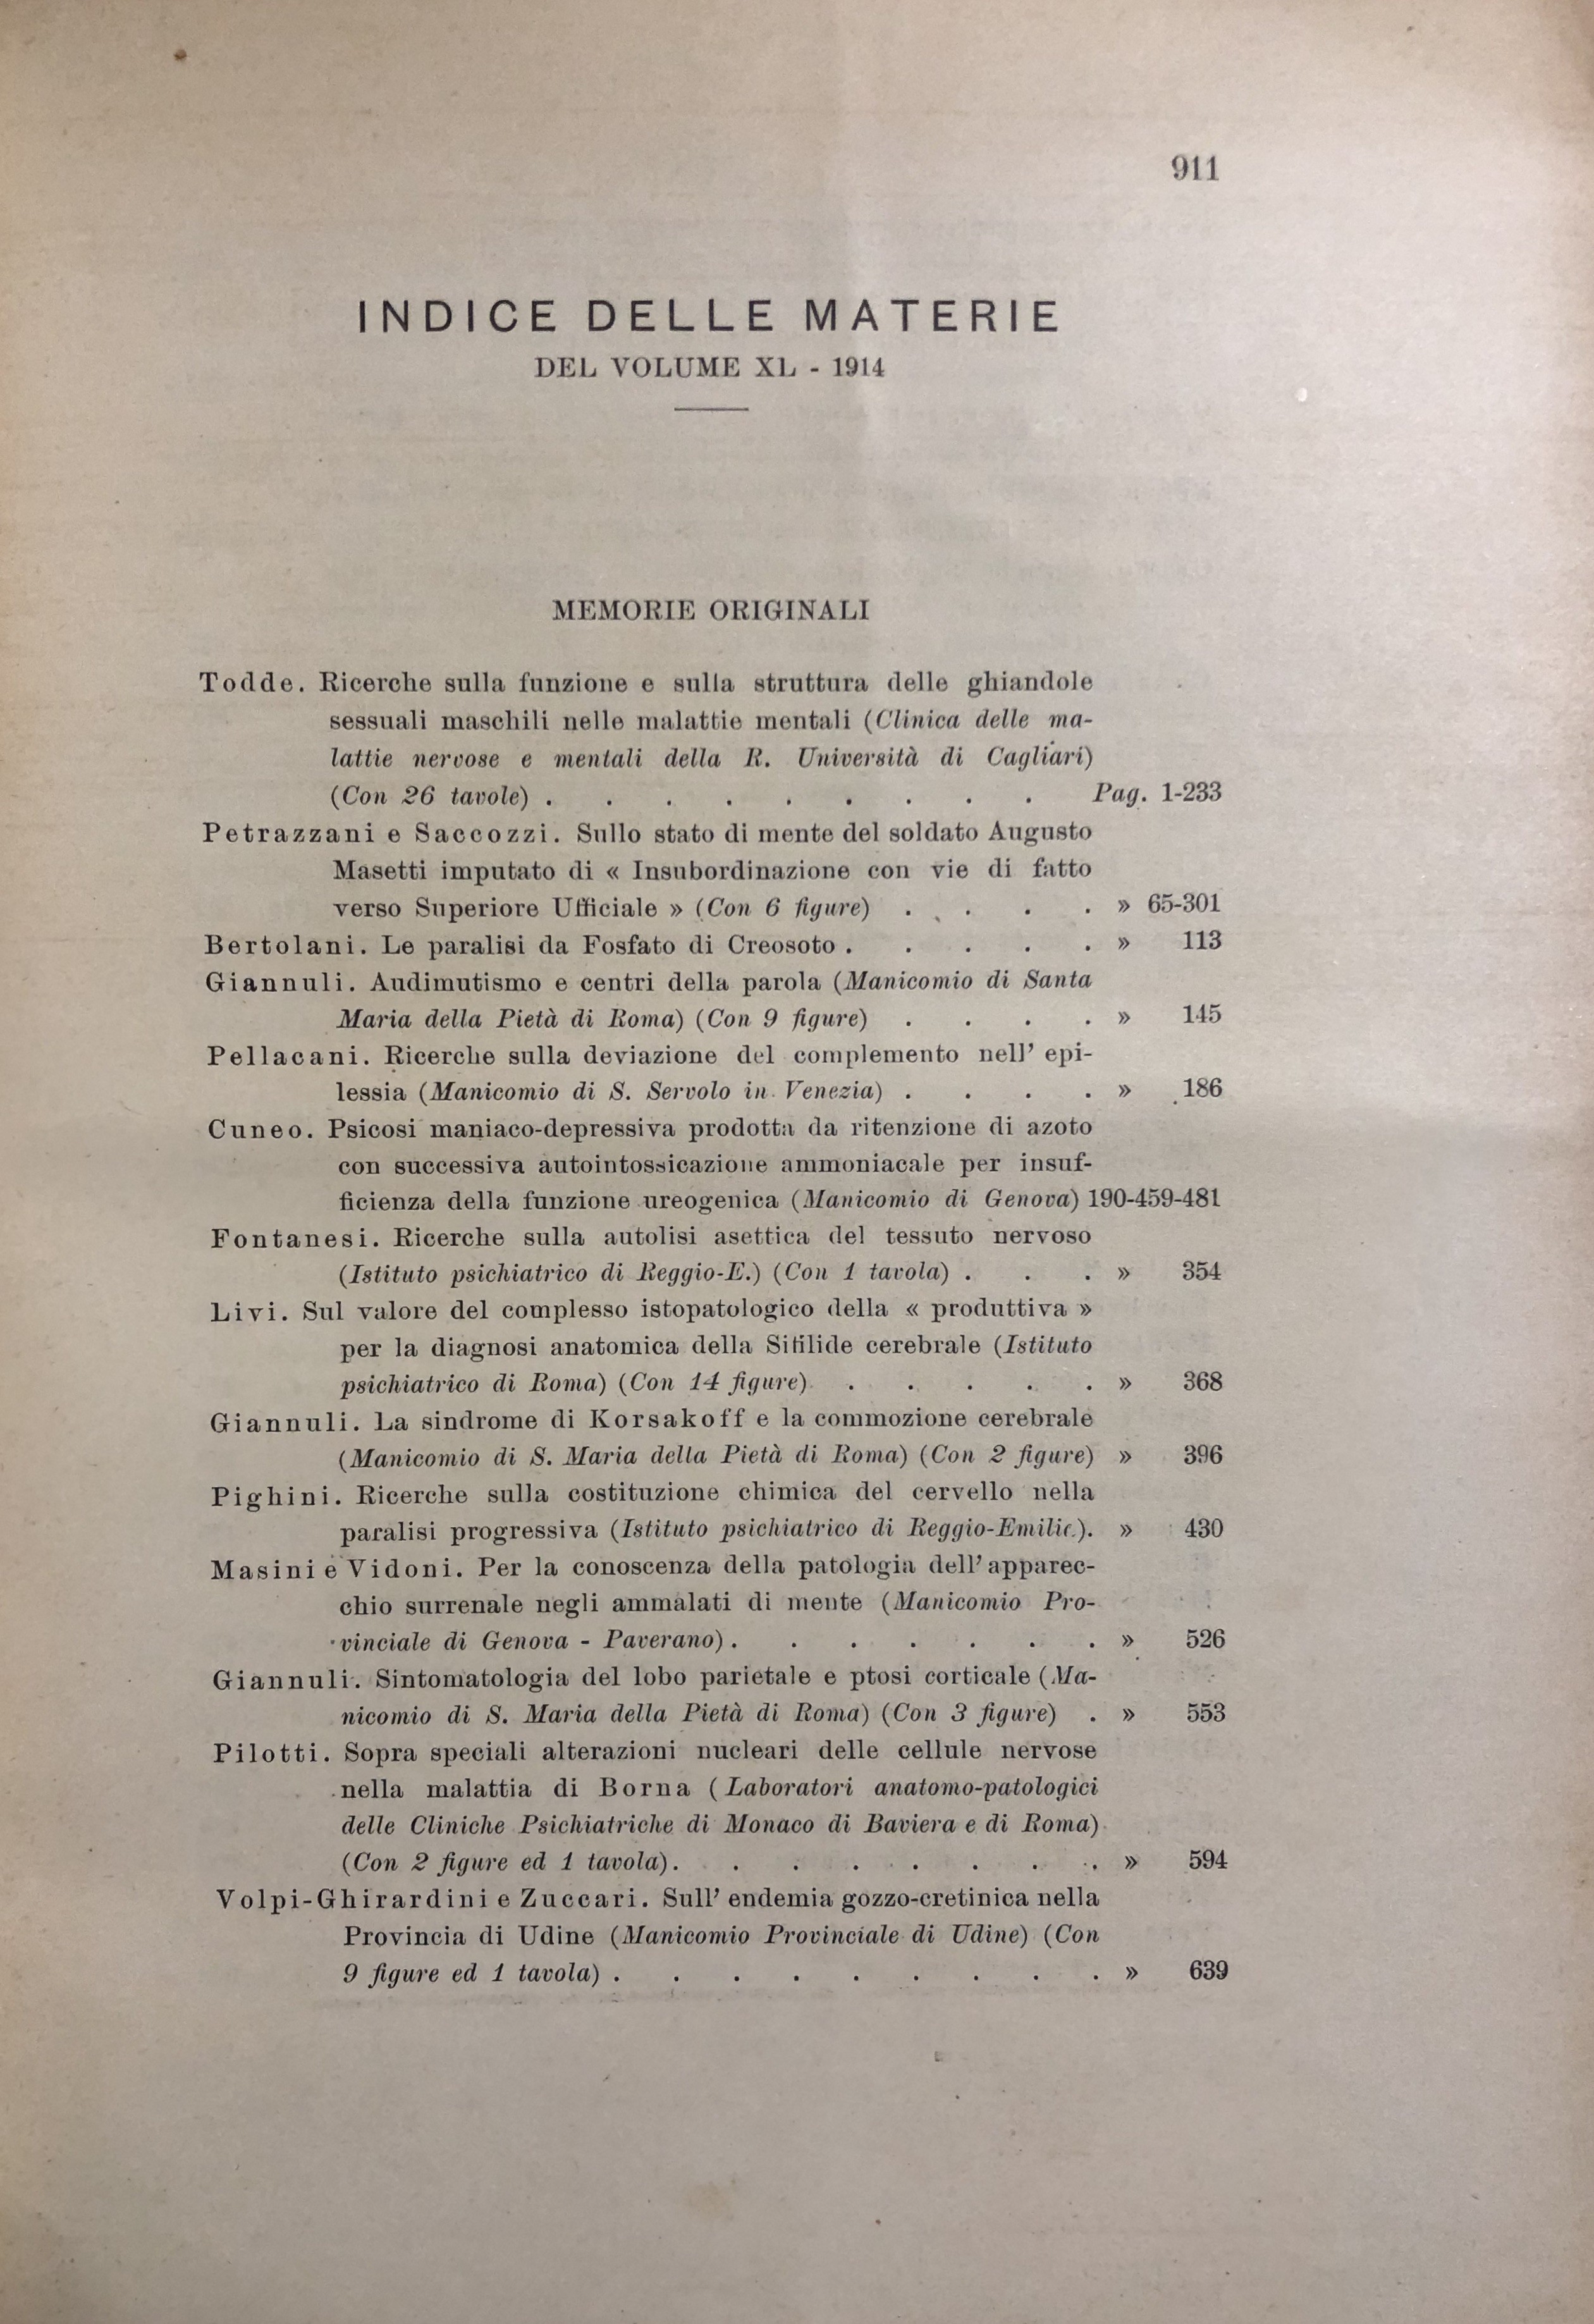 911
INDICE DELLE MATERIE
DEL VOLUME XL - 1914
MEMORIE ORIGINALI
Todde. Ricerche sulla funzione e sulla struttura delle ghiandole
sessuali maschili nelle malattie mentali (Clinica delle ma-
lattie nervose e mentali della R. Università di Cagliari)
(Con 26 tavole) . . . . . . . . . Pag. 1-233
Petrazzani e Saccozzi. Sullo stato di mente del soldato Augusto
Masetti imputato di « Insubordinazione con vie di fatto
verso Superiore Ufficiale » (Con 6 figure) . . . . » 65-301
Bertolani. Le paralisi da Fosfato di Creosoto . . . . . » 113
Giannuli. Audimutismo e centri della parola (Manicomio di Santa
Maria della Pietà di Roma) (Con 9 figure) . . . . » 145
Pellacani. Ricerche sulla deviazione del complemento nell' epi-
lessia (Manicomio di S. Servolo in Venezia) . . . . » 186
Cuneo. Psicosi maniaco-depressiva prodotta da ritenzione di azoto
con successiva autointossicazione ammoniacale per insuf-
ficienza della funzione ureogenica (Manicomio di Genova) 190-459-481
Fontanesi. Ricerche sulla autolisi asettica del tessuto nervoso
(Istituto psichiatrico di Reggio-E.) (Con 1 tavola) . . . » 354
Livi. Sul valore del complesso istopatologico della « produttiva »
per la diagnosi anatomica della Sifilide cerebrale (Istituto
psichiatrico di Roma) (Con 14 figure) . . . . . » 368
Giannuli. La sindrome di Korsakoff e la commozione cerebrale
(Manicomio di S. Maria della Pietà di Roma) (Con 2 figure) » 396
Pighini. Ricerche sulla costituzione chimica del cervello nella
paralisi progressiva (Istituto psichiatrico di Reggio-Emilia). » 430
Masini e Vidoni. Per la conoscenza della patologia dell' apparec-
chio surrenale negli ammalati di mente (Manicomio Pro-
vinciale di Genova - Paverano) . . . . . . . » 526
Giannuli. Sintomatologia del lobo parietale e ptosi corticale (Ma-
nicomio di S. Maria della Pietà di Roma) (Con 3 figure) . » 553
Pilotti. Sopra speciali alterazioni nucleari delle cellule nervose
nella malattia di Borna (Laboratori anatomo-patologici
delle Cliniche Psichiatriche di Monaco di Baviera e di Roma)
(Con 2 figure ed 1 tavola) . . . . . . . . » 594
Volpi-Ghirardini e Zuccari. Sull' endemia gozzo-cretinica nella
Provincia di Udine (Manicomio Provinciale di Udine) (Con
9 figure ed 1 tavola) . . . . . . . . . » 639